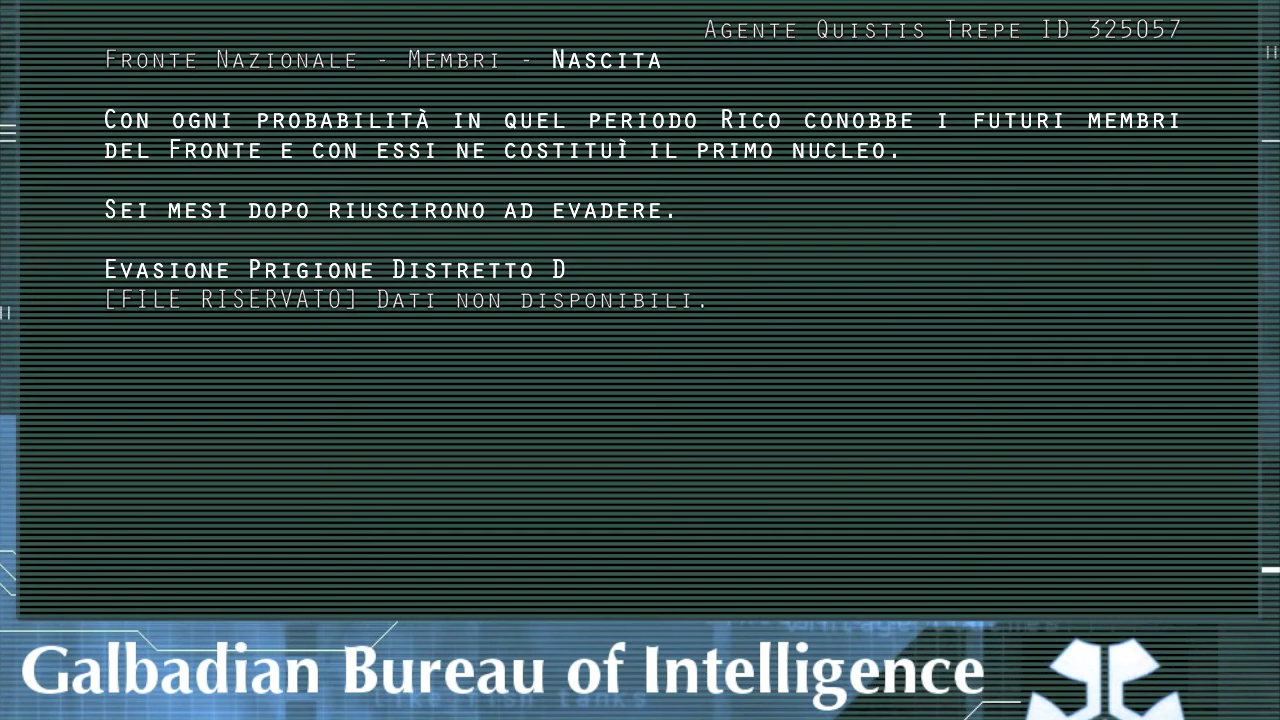 Agente Quistis Trepe ID 325057
Fronte Nazionale - Membri - Nascita
Con ogni probabilità in quel periodo Rico conobbe i futuri membri
del Fronte e con essi ne costituì il primo nucleo.
Sei mesi dopo riuscirono ad evadere.
Evasione Prigione Distretto D
[FILE RISERVATO] Dati non disponibili.
Galbadian Bureau of Intelligence